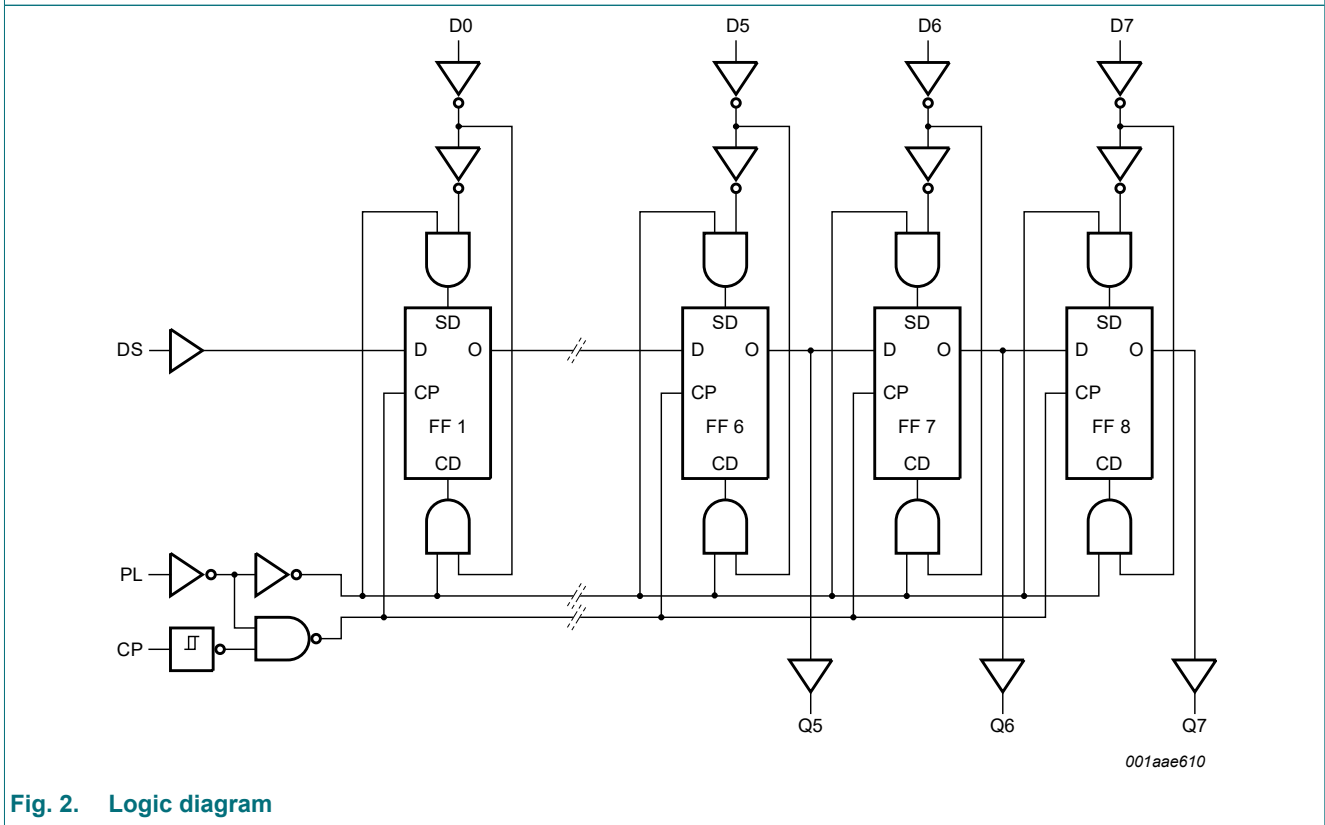 D0 D5 D6 D7
SD SD SD SD
DS D O D O D O D O
CP CP CP CP
FF 1 FF 6 FF 7 FF 8
CD CD CD CD
PL
CP
Q5 Q6 Q7
001aae610
Fig. 2. Logic diagram